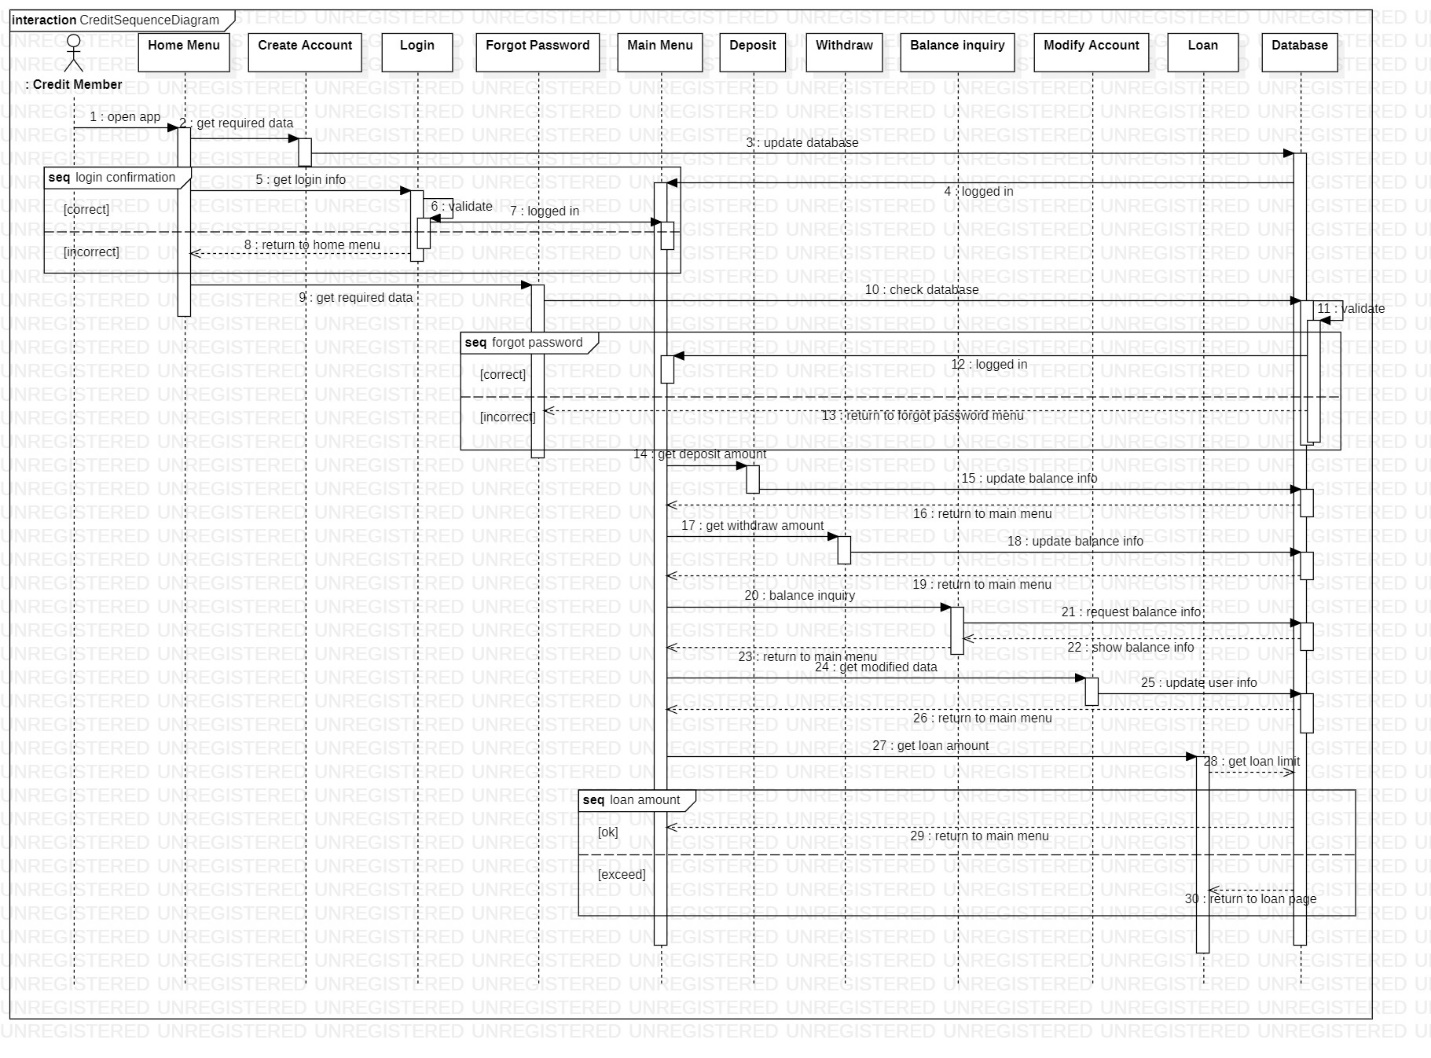 interaction CreditSequenceDiagram
Home Menu
Create Account
Login
Forgot Password
Main Menu
Deposit
Withdraw
Balance inquiry
Modify Account
Loan
Database
: Credit Member
1 : open app
2 : get required data
3 : update database
seq login confirmation
5 : get login info
4 : logged in
[correct]
6 : validate
7 : logged in
[incorrect]
8 : return to home menu
9 : get required data
10 : check database
11 : validate
seq forgot password
12 : logged in
[correct]
[incorrect]
13 : return to forgot password menu
14 : get deposit amount
15 : update balance info
16 : return to main menu
17 : get withdraw amount
18 : update balance info
19 : return to main menu
20 : balance inquiry
21 : request balance info
22 : show balance info
23 : return to main menu
24 : get modified data
25 : update user info
26 : return to main menu
27 : get loan amount
28 : get loan limit
seq loan amount
[ok]
29 : return to main menu
[exceed]
30 : return to loan page
UNREGISTERED